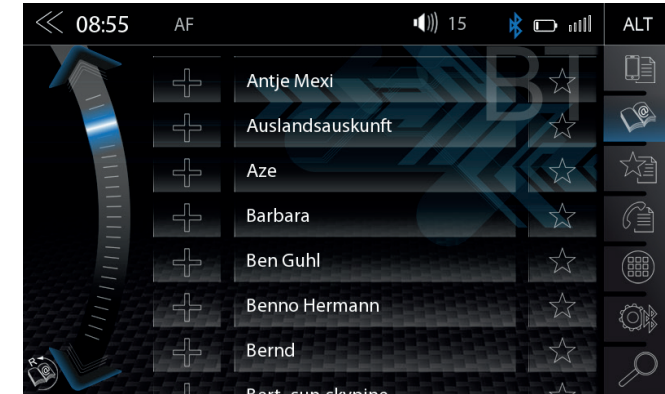 08:55 AF 15 ALT
BT
Antje Mexi
Auslandsauskunft
Aze
Barbara
Ben Guhl
Benno Hermann
Bernd
R